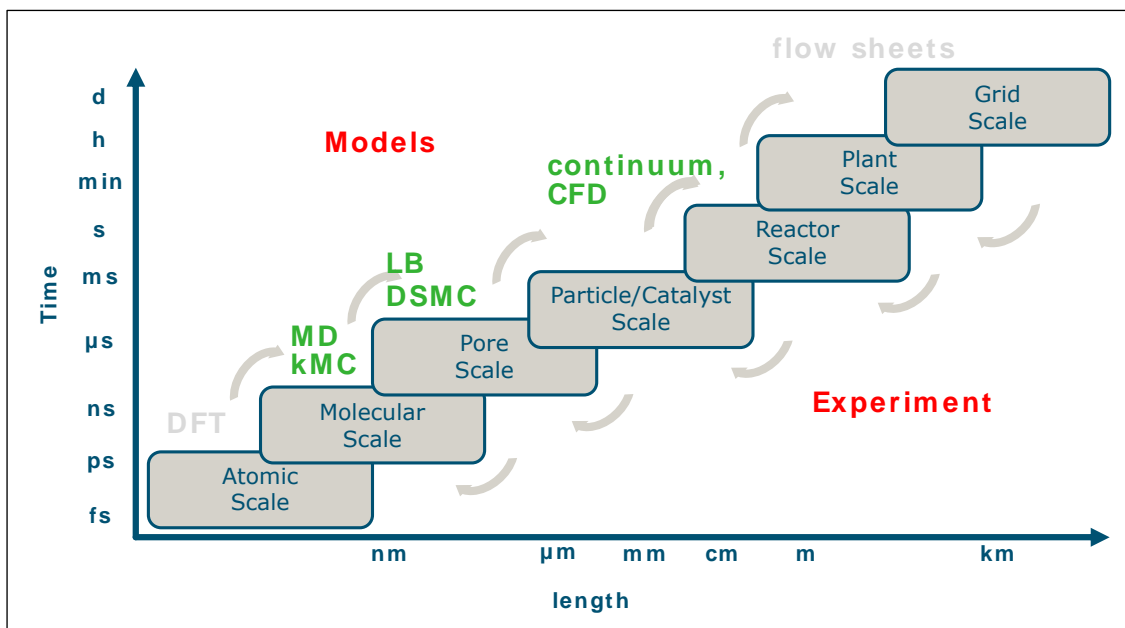 flow sheets
d
h
min
s
ms
µs
ns
ps
fs
Time
Models
continuum,
CFD
LB
DSMC
MD
kMC
DFT
Grid
Scale
Plant
Scale
Reactor
Scale
Particle/Catalyst
Scale
Pore
Scale
Molecular
Scale
Atomic
Scale
Experiment
nm
µm
mm
cm
m
km
length